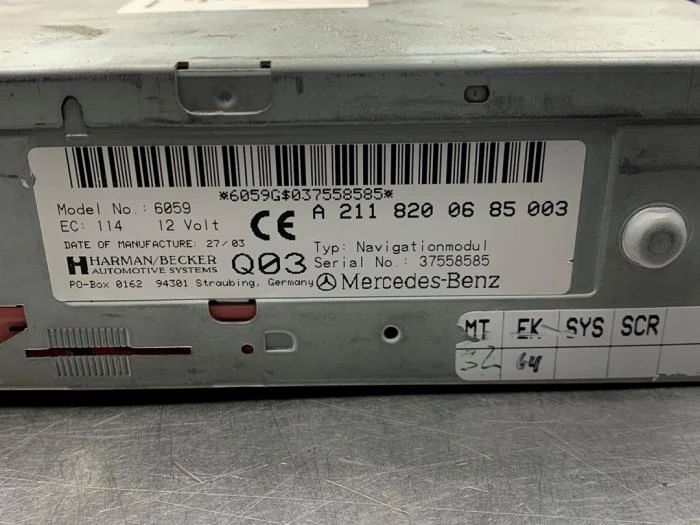 *6059G$037558585*
Model No.: 6059
EC: 114 12 Volt
A 211 820 06 85 003
DATE OF MANUFACTURE: 27/03
Typ: Navigationmodul
HARMAN/BECKER
AUTOMOTIVE SYSTEMS
Q03
Serial No.: 37558585
PO-Box 0162 94301 Straubing, Germany
Mercedes-Benz
MT EK SYS SCR
32 64